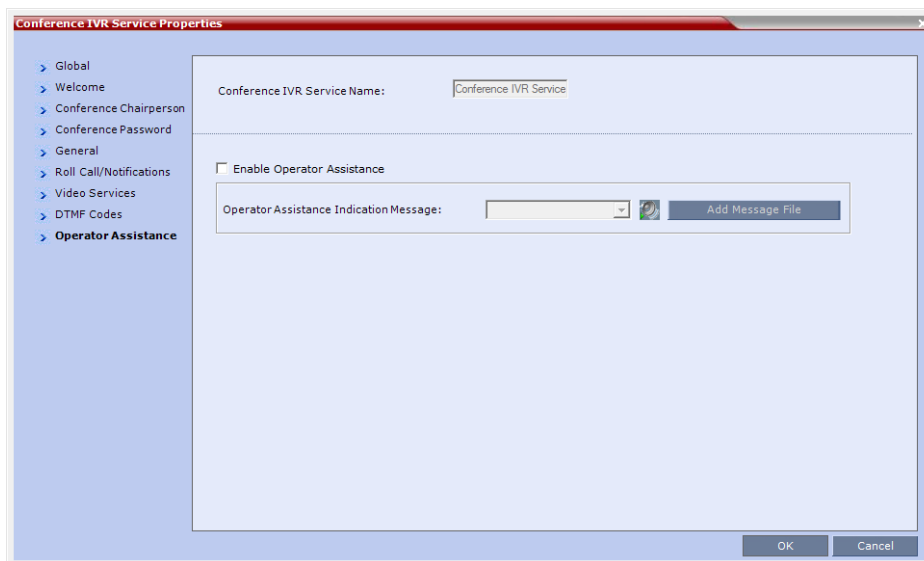 Conference IVR Service Properties
Global
Welcome
Conference Chairperson
Conference Password
General
Roll Call/Notifications
Video Services
DTMF Codes
Operator Assistance
Conference IVR Service Name: Conference IVR Service
Enable Operator Assistance
Operator Assistance Indication Message: Add Message File
OK Cancel